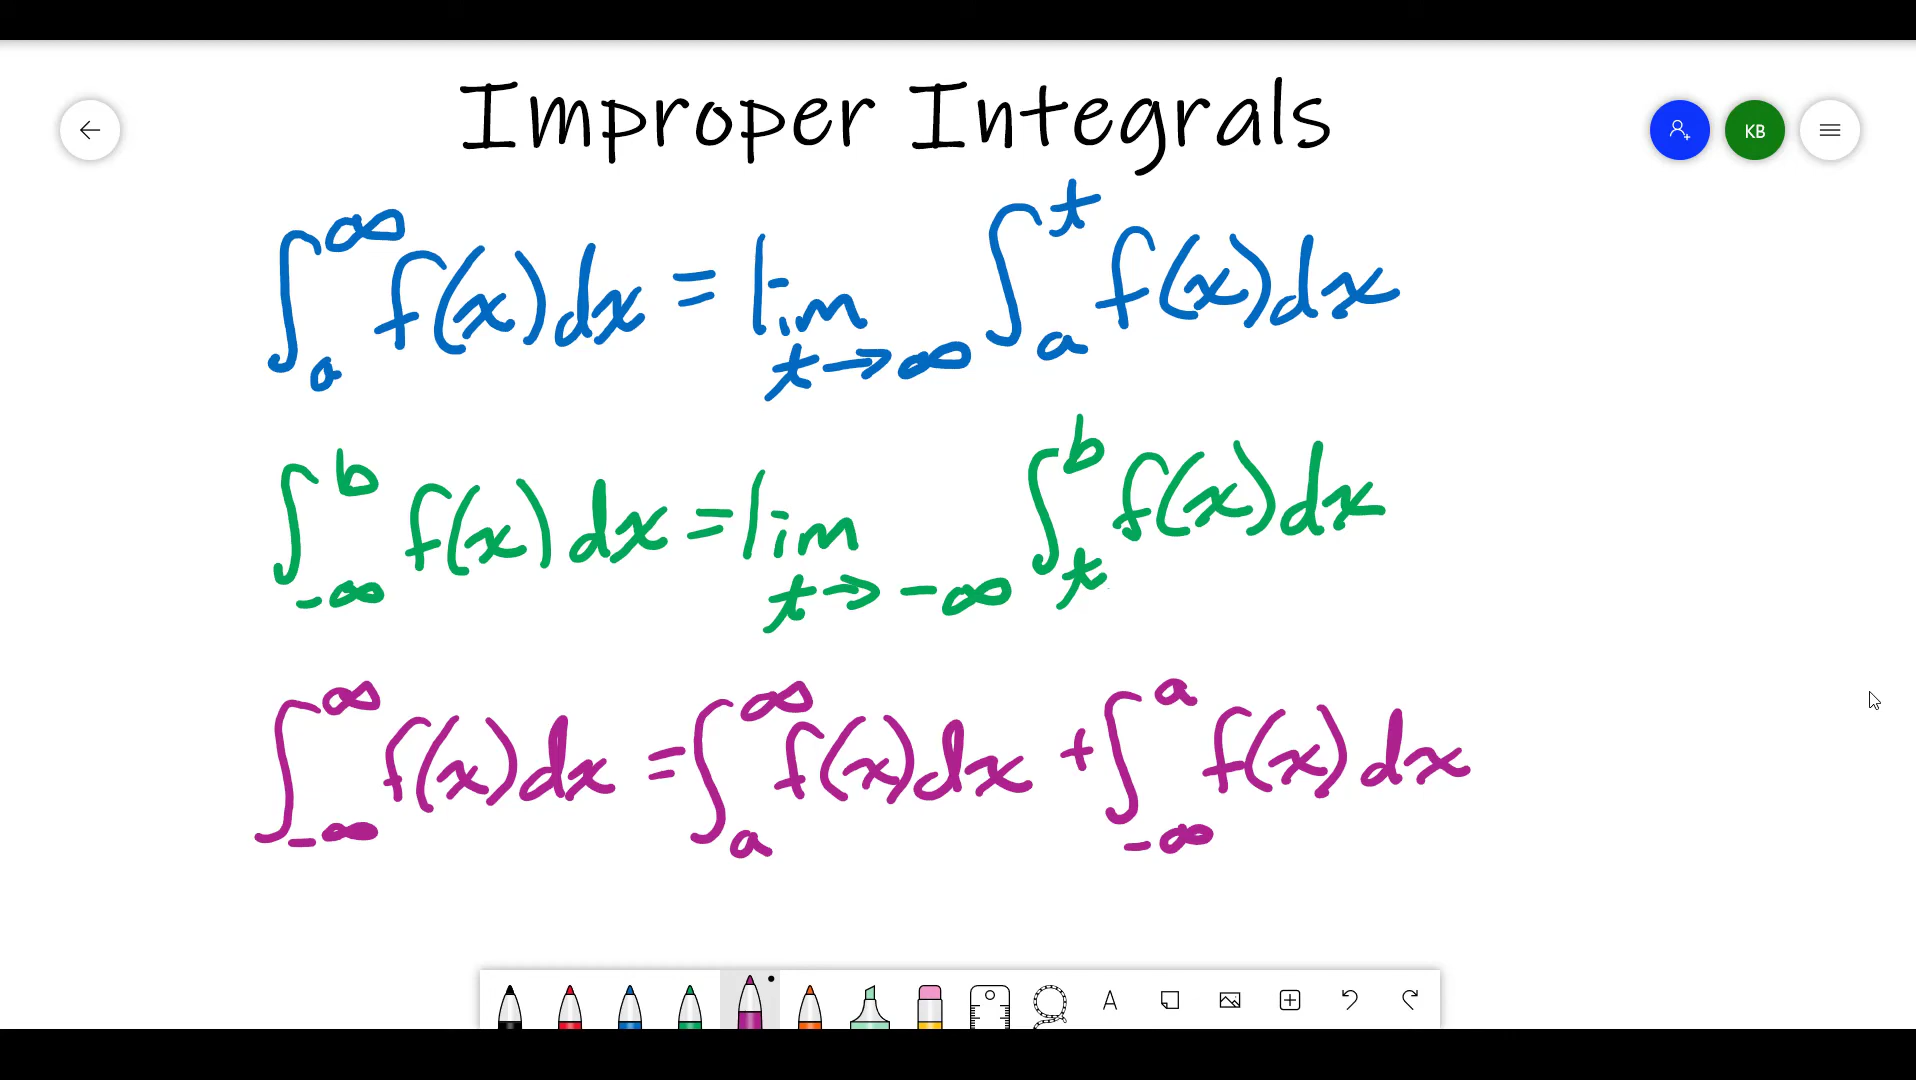 Improper Integrals
KB
∫_a^∞ f(x)dx = lim_{t→∞} ∫_a^t f(x)dx
∫_{-∞}^b f(x)dx = lim_{t→-∞} ∫_t^b f(x)dx
∫_{-∞}^∞ f(x)dx = ∫_a^∞ f(x)dx + ∫_{-∞}^a f(x)dx
A